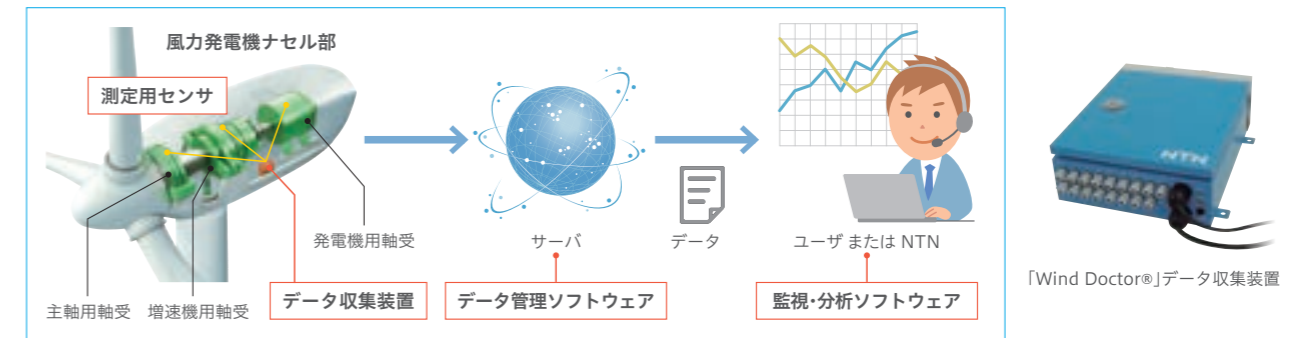 風力発電機ナセル部
測定用センサ
発電機用軸受
主軸用軸受
増速機用軸受
データ収集装置
サーバ
データ管理ソフトウェア
データ
ユーザ または NTN
監視・分析ソフトウェア
NTN
「Wind Doctor®」データ収集装置